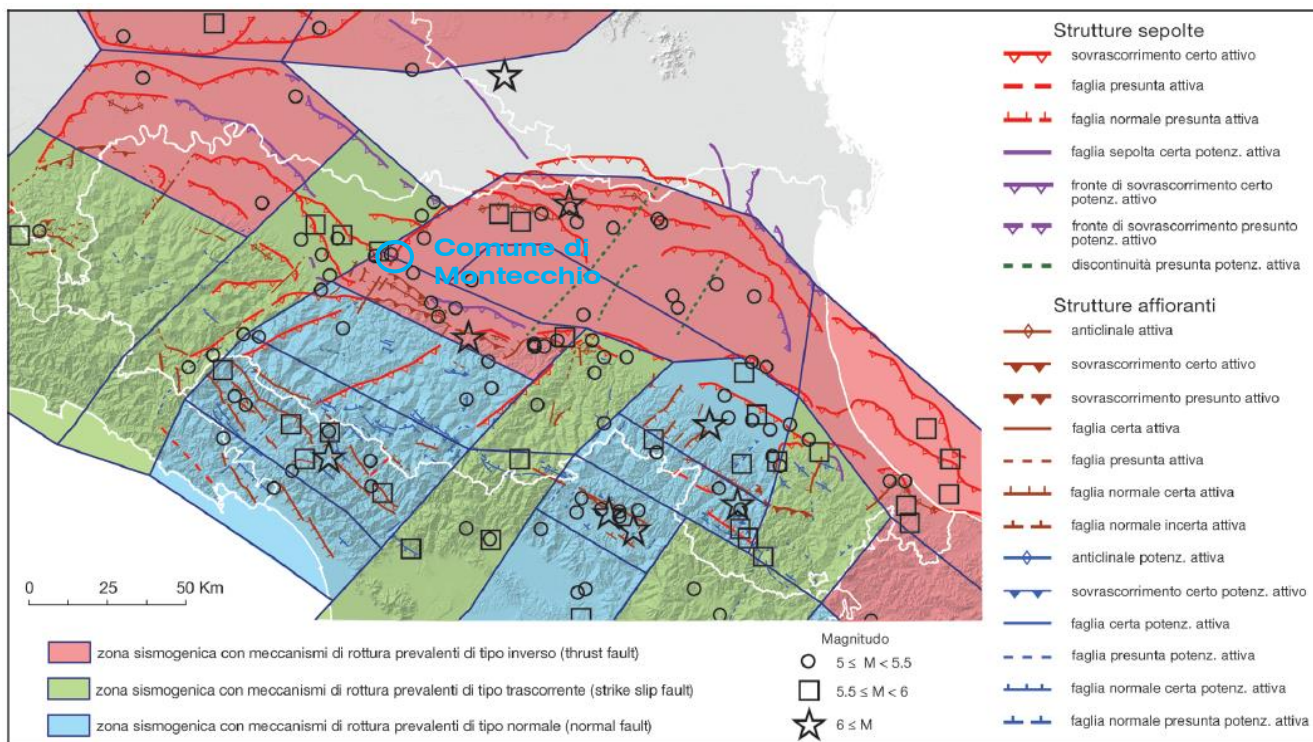 Comune di
Montecchio
0 25 50 Km
Strutture sepolte
sovrascorrimento certo attivo
faglia presunta attiva
faglia normale presunta attiva
faglia sepolta certa potenz. attiva
fronte di sovrascorrimento certo
potenz. attivo
fronte di sovrascorrimento presunto
potenz. attivo
discontinuità presunta potenz. attiva
Strutture affioranti
anticlinale attiva
sovrascorrimento certo attivo
sovrascorrimento presunto attivo
faglia certa attiva
faglia presunta attiva
faglia normale certa attiva
faglia normale incerta attiva
anticlinale potenz. attiva
sovrascorrimento certo potenz. attivo
faglia certa potenz. attiva
faglia presunta potenz. attiva
faglia normale certa potenz. attiva
faglia normale presunta potenz. attiva
zona sismogenica con meccanismi di rottura prevalenti di tipo inverso (thrust fault)
zona sismogenica con meccanismi di rottura prevalenti di tipo trascorrente (strike slip fault)
zona sismogenica con meccanismi di rottura prevalenti di tipo normale (normal fault)
Magnitudo
5 ≤ M < 5.5
5.5 ≤ M < 6
6 ≤ M